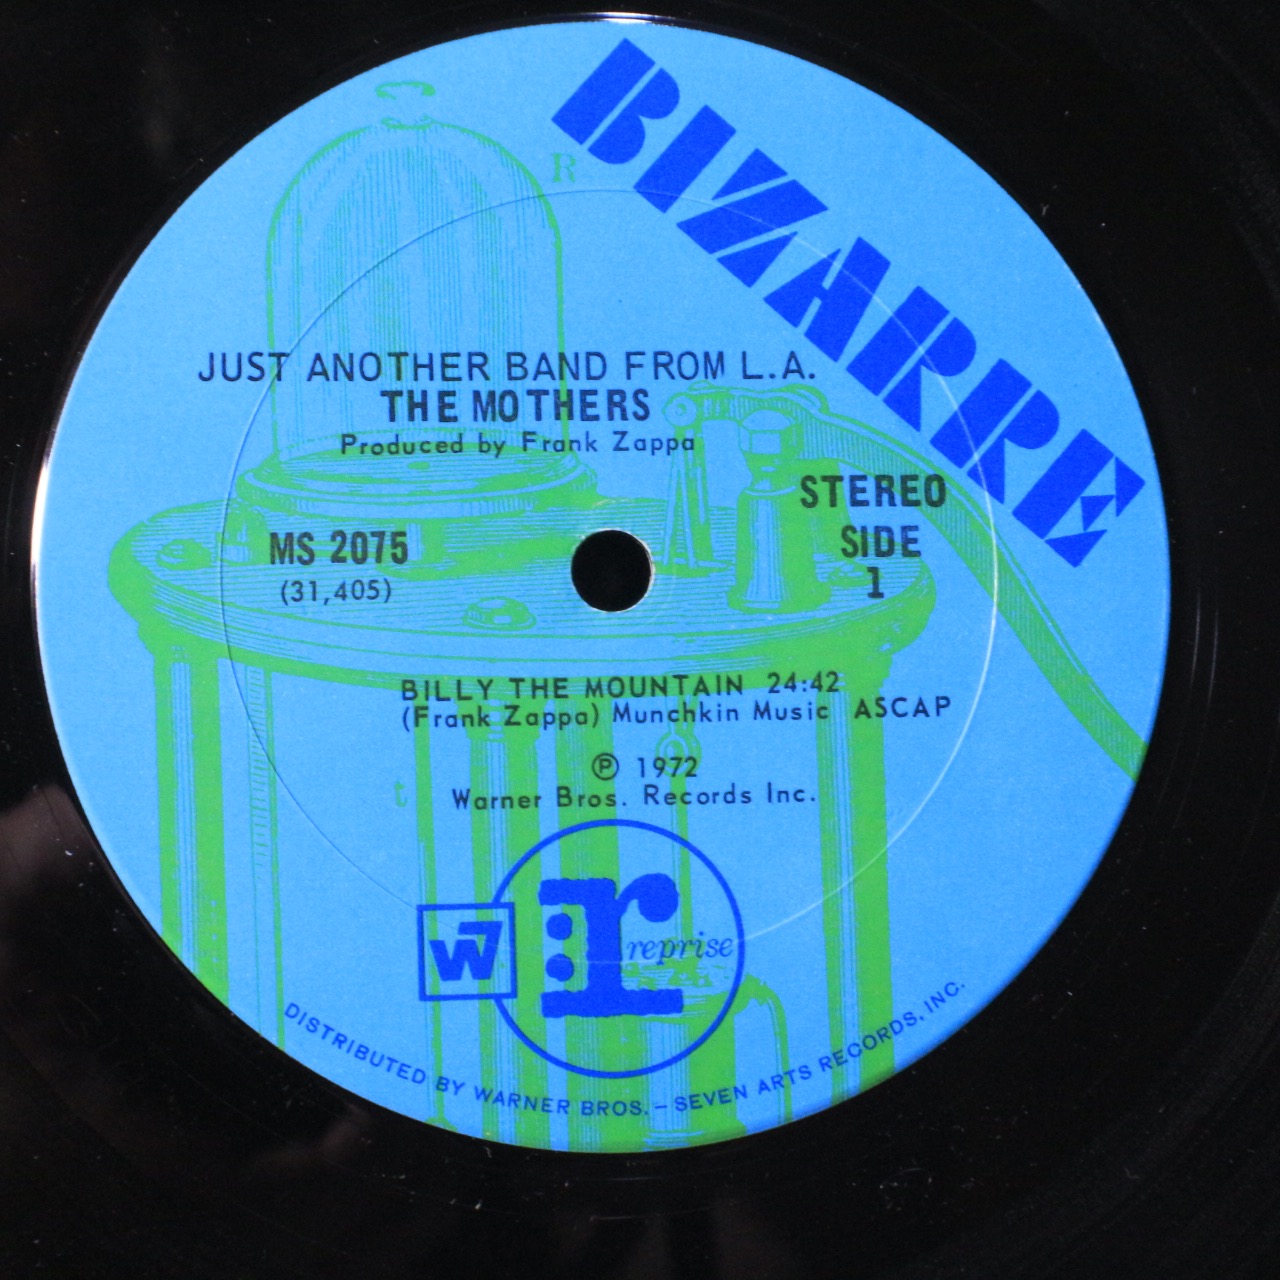 BIZARRE
R
JUST ANOTHER BAND FROM L.A.
THE MOTHERS
Produced by Frank Zappa
STEREO
SIDE
1
MS 2075
(31,405)
BILLY THE MOUNTAIN 24:42
(Frank Zappa) Munchkin Music ASCAP
℗ 1972
t
Warner Bros. Records Inc.
W7
:r reprise
DISTRIBUTED BY WARNER BROS. – SEVEN ARTS RECORDS, INC.